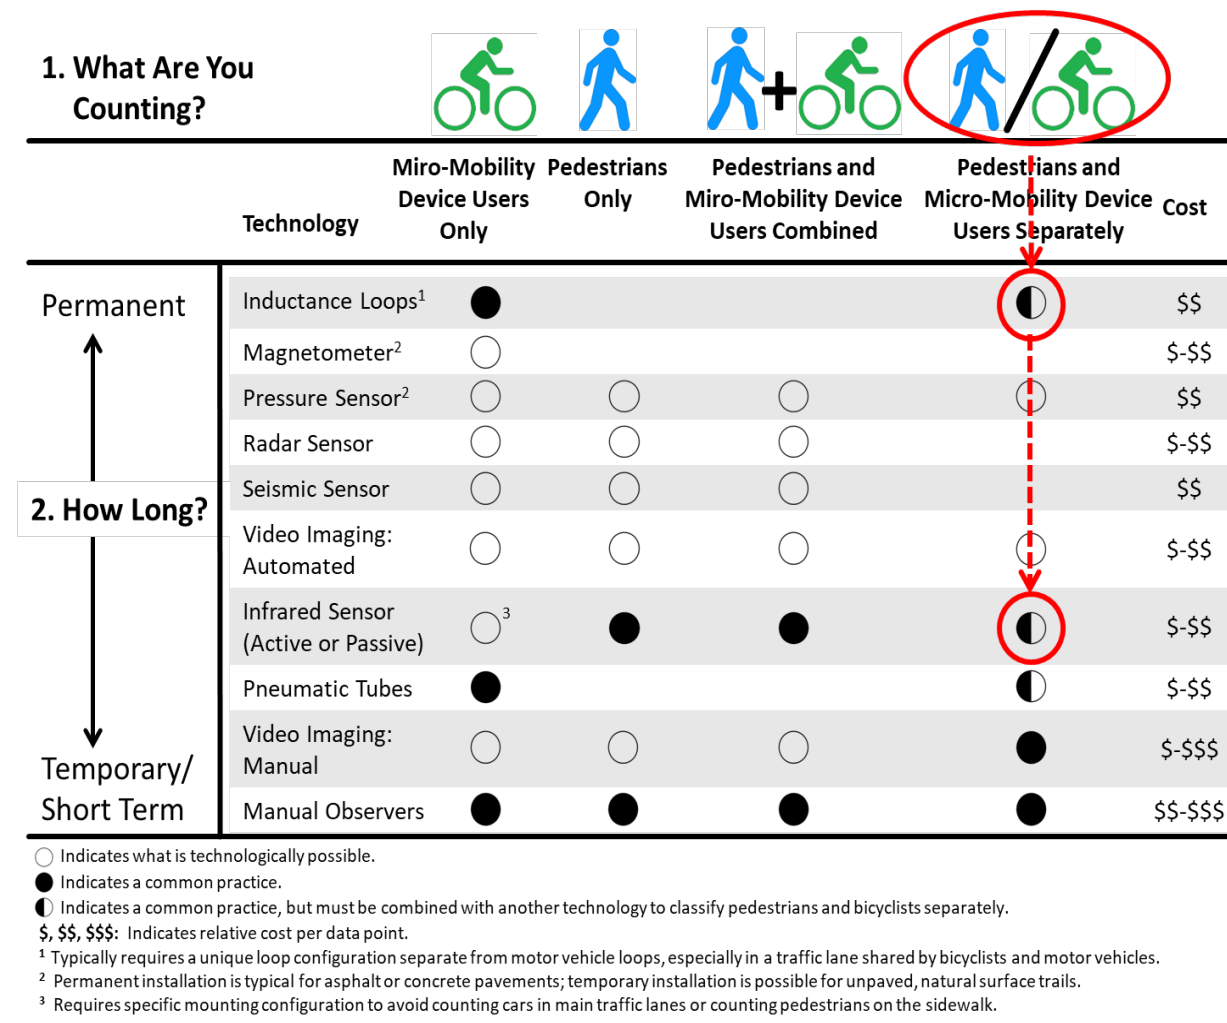 1. What Are You
Counting?
+
/
Miro-Mobility
Device Users
Only
Pedestrians
Only
Pedestrians and
Miro-Mobility Device
Users Combined
Pedestrians and
Micro-Mobility Device
Users Separately
Technology
Cost
Permanent
2. How Long?
Temporary/
Short Term
Inductance Loops¹ $$
Magnetometer² $-$$
Pressure Sensor² $$
Radar Sensor $-$$
Seismic Sensor $$
Video Imaging:
Automated $-$$
Infrared Sensor
(Active or Passive) 3 $-$$
Pneumatic Tubes $-$$
Video Imaging:
Manual $-$$$
Manual Observers $$-$$$
Indicates what is technologically possible.
Indicates a common practice.
Indicates a common practice, but must be combined with another technology to classify pedestrians and bicyclists separately.
$, $$, $$$: Indicates relative cost per data point.
¹ Typically requires a unique loop configuration separate from motor vehicle loops, especially in a traffic lane shared by bicyclists and motor vehicles.
² Permanent installation is typical for asphalt or concrete pavements; temporary installation is possible for unpaved, natural surface trails.
³ Requires specific mounting configuration to avoid counting cars in main traffic lanes or counting pedestrians on the sidewalk.